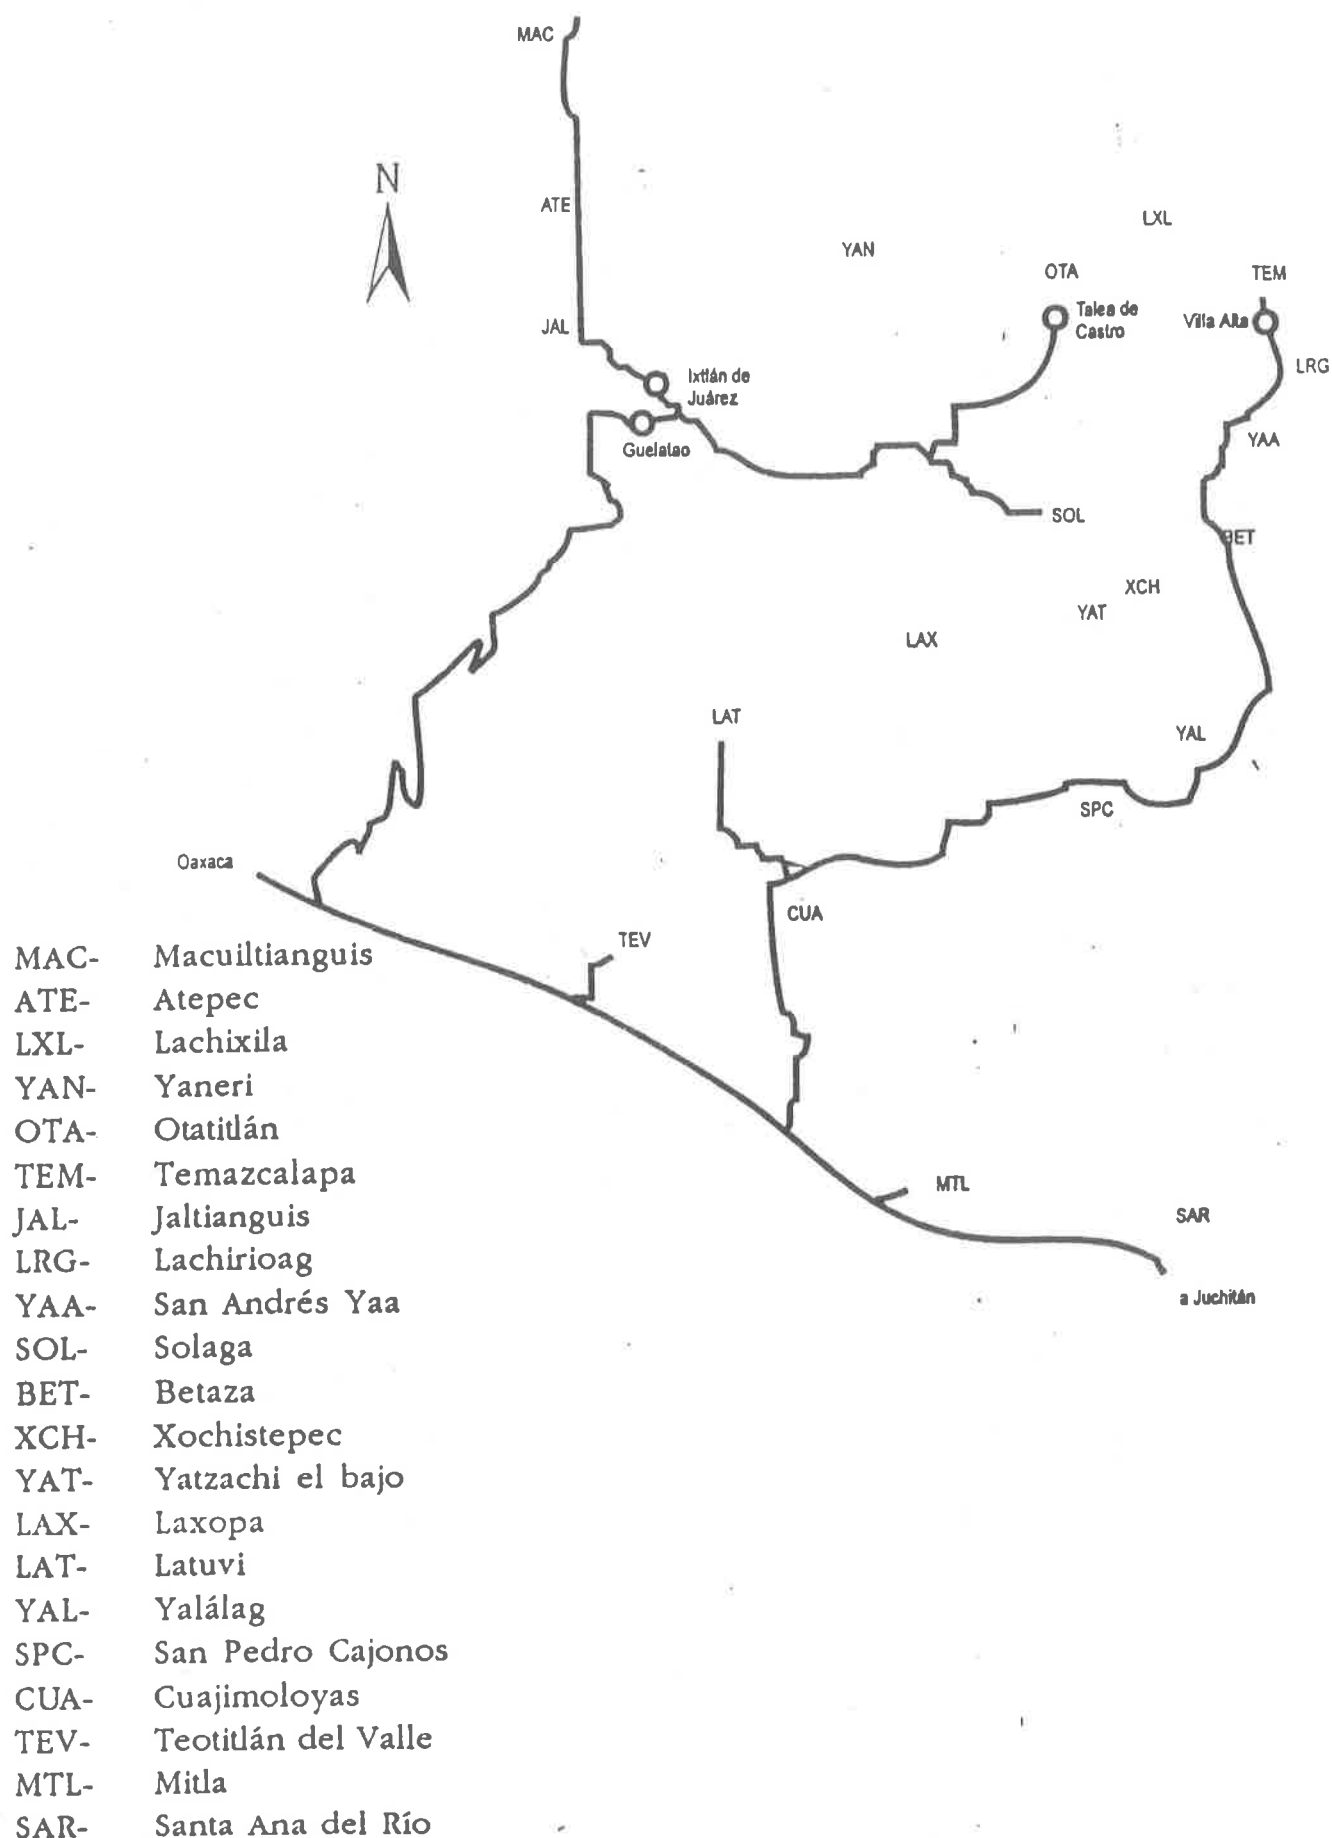 MAC
N
ATE
LXL
YAN
OTA
TEM
Talea de
Castro
Villa Alta
JAL
LRG
Ixtlán de
Juárez
YAA
Guelatao
SOL
BET
XCH
YAT
LAX
LAT
YAL
SPC
Oaxaca
CUA
TEV
MTL
SAR
a Juchitán
MAC- Macuiltianguis
ATE- Atepec
LXL- Lachixila
YAN- Yaneri
OTA- Otatitlán
TEM- Temazcalapa
JAL- Jaltianguis
LRG- Lachirioag
YAA- San Andrés Yaa
SOL- Solaga
BET- Betaza
XCH- Xochistepec
YAT- Yatzachi el bajo
LAX- Laxopa
LAT- Latuvi
YAL- Yalálag
SPC- San Pedro Cajonos
CUA- Cuajimoloyas
TEV- Teotitlán del Valle
MTL- Mitla
SAR- Santa Ana del Río